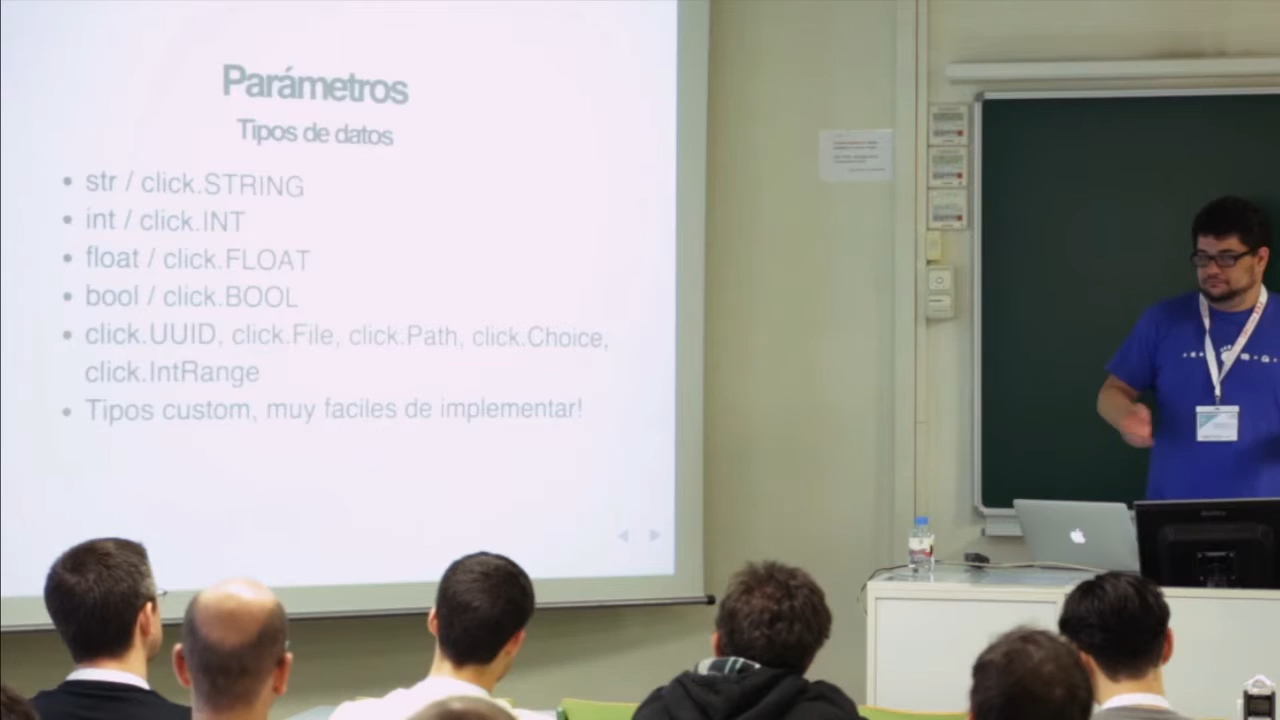 Parámetros
Tipos de datos
str / click.STRING
int / click.INT
float / click.FLOAT
bool / click.BOOL
click.UUID, click.File, click.Path, click.Choice,
click.IntRange
Tipos custom, muy faciles de implementar!